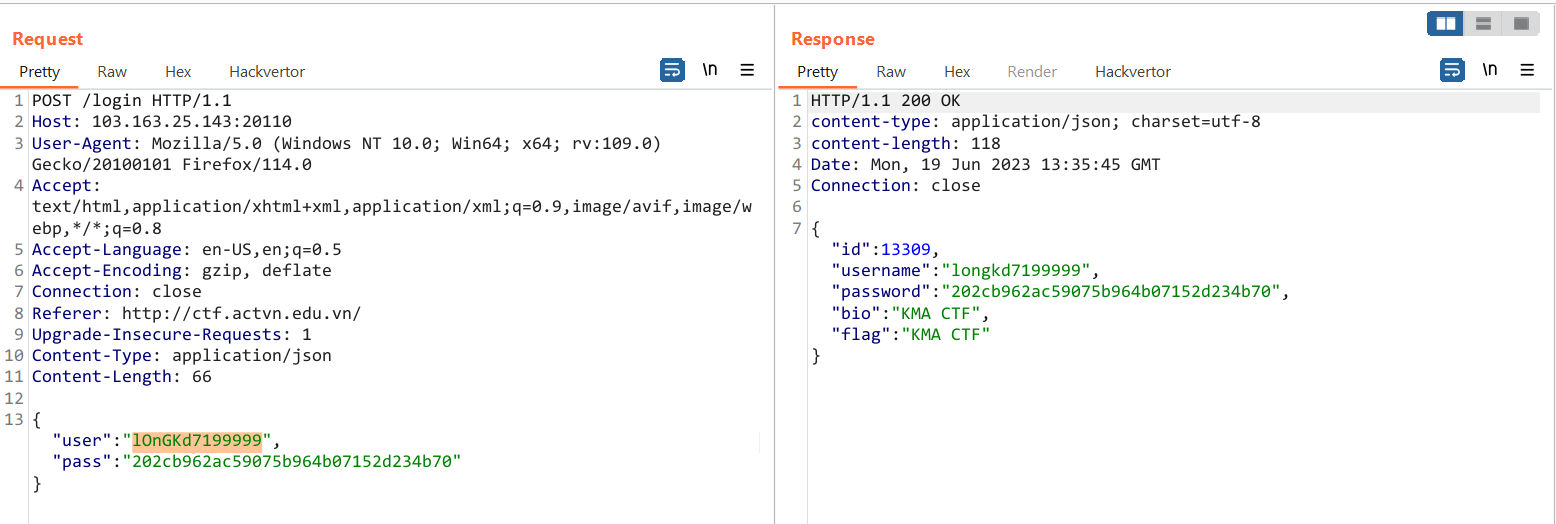 Request
Pretty Raw Hex Hackvertor \n
1 POST /login HTTP/1.1
2 Host: 103.163.25.143:20110
3 User-Agent: Mozilla/5.0 (Windows NT 10.0; Win64; x64; rv:109.0)
Gecko/20100101 Firefox/114.0
4 Accept:
text/html,application/xhtml+xml,application/xml;q=0.9,image/avif,image/w
ebp,*/*;q=0.8
5 Accept-Language: en-US,en;q=0.5
6 Accept-Encoding: gzip, deflate
7 Connection: close
8 Referer: http://ctf.actvn.edu.vn/
9 Upgrade-Insecure-Requests: 1
10 Content-Type: application/json
11 Content-Length: 66
12
13 {
"user":"lOnGKd7199999",
"pass":"202cb962ac59075b964b07152d234b70"
}
Response
Pretty Raw Hex Render Hackvertor \n
1 HTTP/1.1 200 OK
2 content-type: application/json; charset=utf-8
3 content-length: 118
4 Date: Mon, 19 Jun 2023 13:35:45 GMT
5 Connection: close
6
7 {
"id":13309,
"username":"longkd7199999",
"password":"202cb962ac59075b964b07152d234b70",
"bio":"KMA CTF",
"flag":"KMA CTF"
}